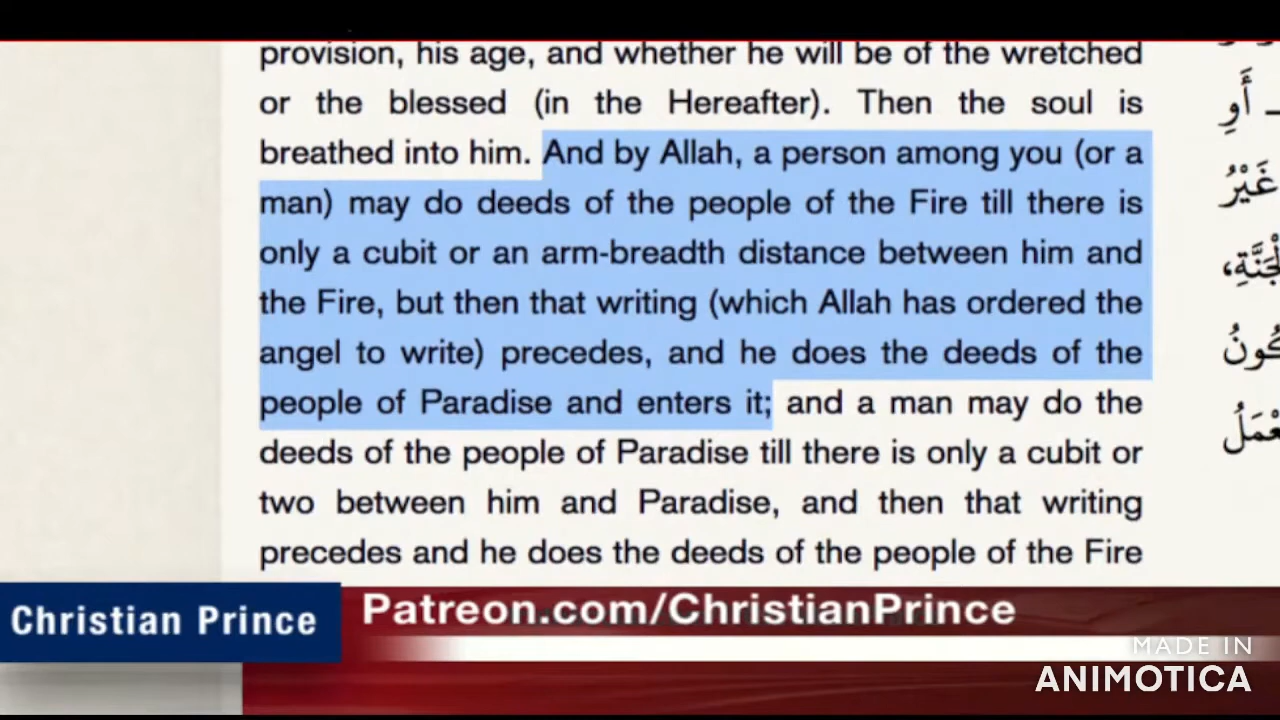 provision, his age, and whether he will be of the wretched
or the blessed (in the Hereafter). Then the soul is
breathed into him. And by Allah, a person among you (or a
man) may do deeds of the people of the Fire till there is
only a cubit or an arm-breadth distance between him and
the Fire, but then that writing (which Allah has ordered the
angel to write) precedes, and he does the deeds of the
people of Paradise and enters it; and a man may do the
deeds of the people of Paradise till there is only a cubit or
two between him and Paradise, and then that writing
precedes and he does the deeds of the people of the Fire
ـ أَوِ
غَيْرُ
Christian Prince
Patreon.com/ChristianPrince
MADE IN
ANIMOTICA